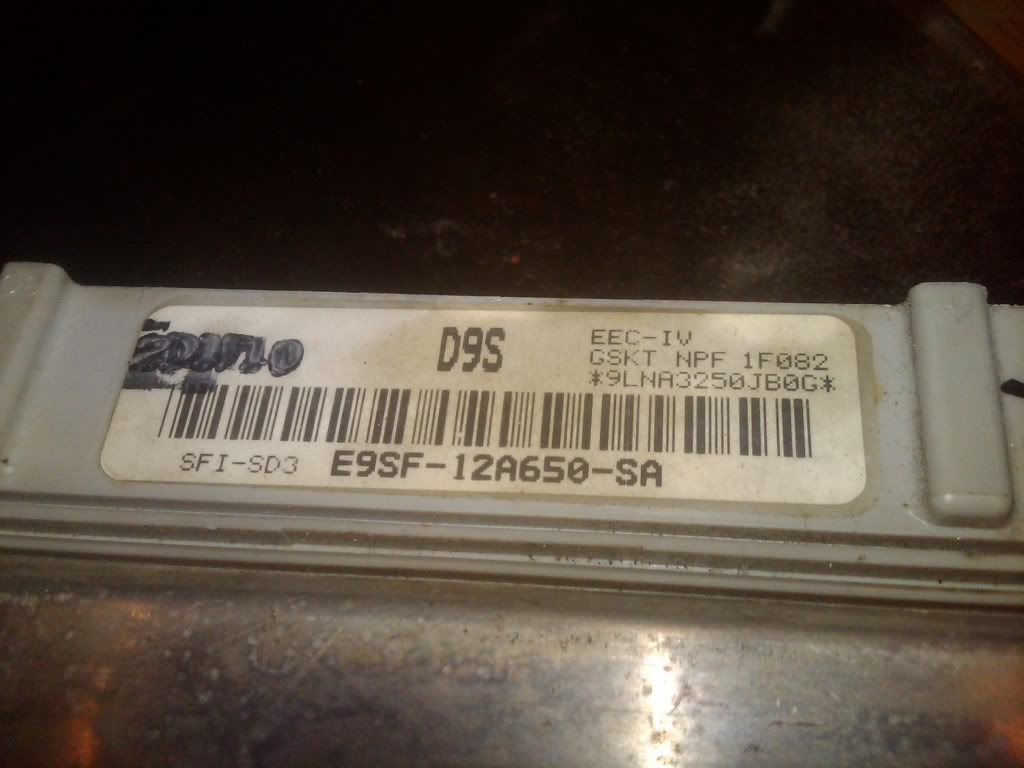 D9S
EEC-IV
GSKT NPF 1F082
*9LNA3250JB0G*
SFI-SD3 E9SF-12A650-SA